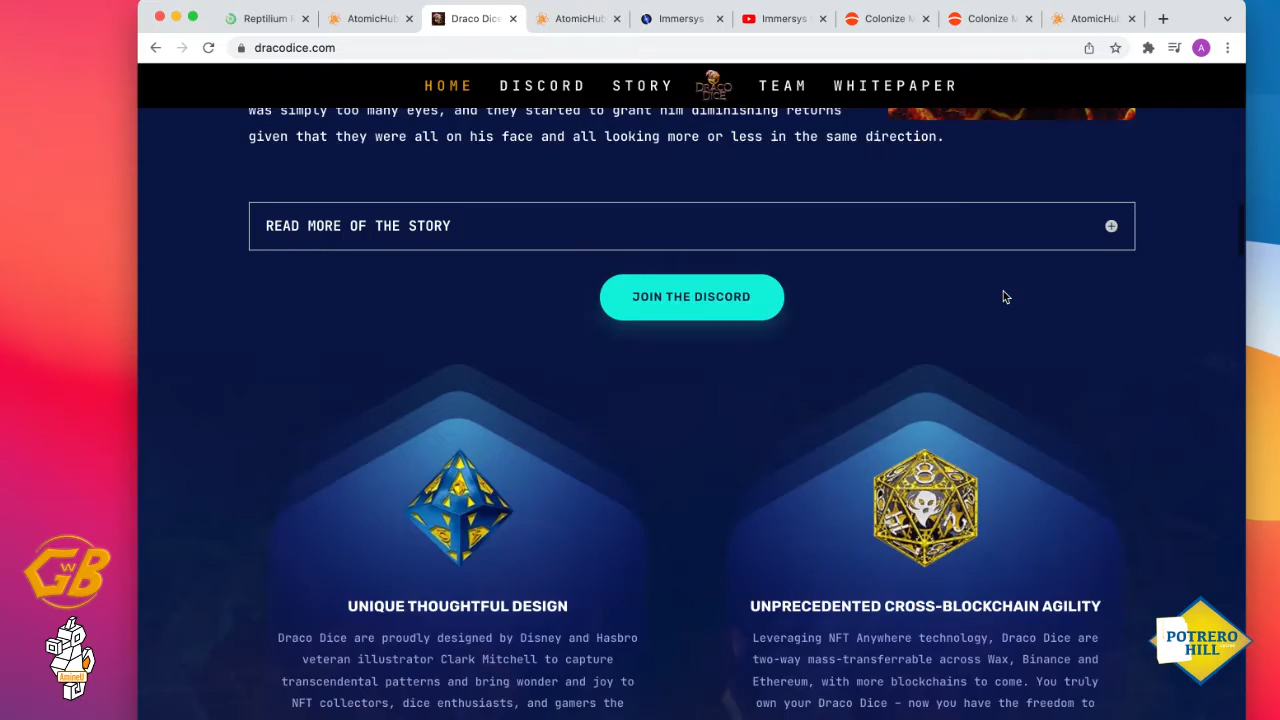 Reptilium
AtomicHub
Draco Dice
AtomicHub
Immersys
Immersys
Colonize M
Colonize M
AtomicHub
dracodice.com
A
HOME DISCORD STORY DRACO DICE TEAM WHITEPAPER
was simply too many eyes, and they started to grant him diminishing returns
given that they were all on his face and all looking more or less in the same direction.
READ MORE OF THE STORY
JOIN THE DISCORD
8
UNIQUE THOUGHTFUL DESIGN
Draco Dice are proudly designed by Disney and Hasbro
veteran illustrator Clark Mitchell to capture
transcendental patterns and bring wonder and joy to
NFT collectors, dice enthusiasts, and gamers the
UNPRECEDENTED CROSS-BLOCKCHAIN AGILITY
Leveraging NFT Anywhere technology, Draco Dice are
two-way mass-transferrable across Wax, Binance and
Ethereum, with more blockchains to come. You truly
own your Draco Dice – now you have the freedom to
GWB
POTRERO
HILL